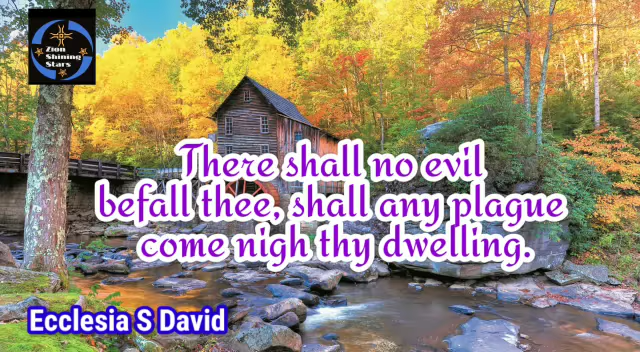 Zion
Shining
Stars
There shall no evil
befall thee, shall any plague
come nigh thy dwelling.
Ecclesia S David